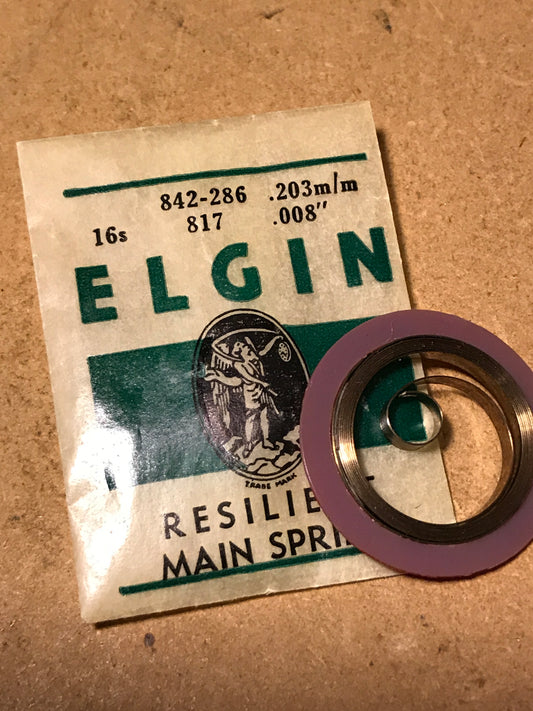 842-286 .203m/m
16s 817 .008"
ELGIN
TRADE MARK
RESILIE
MAIN SPRI